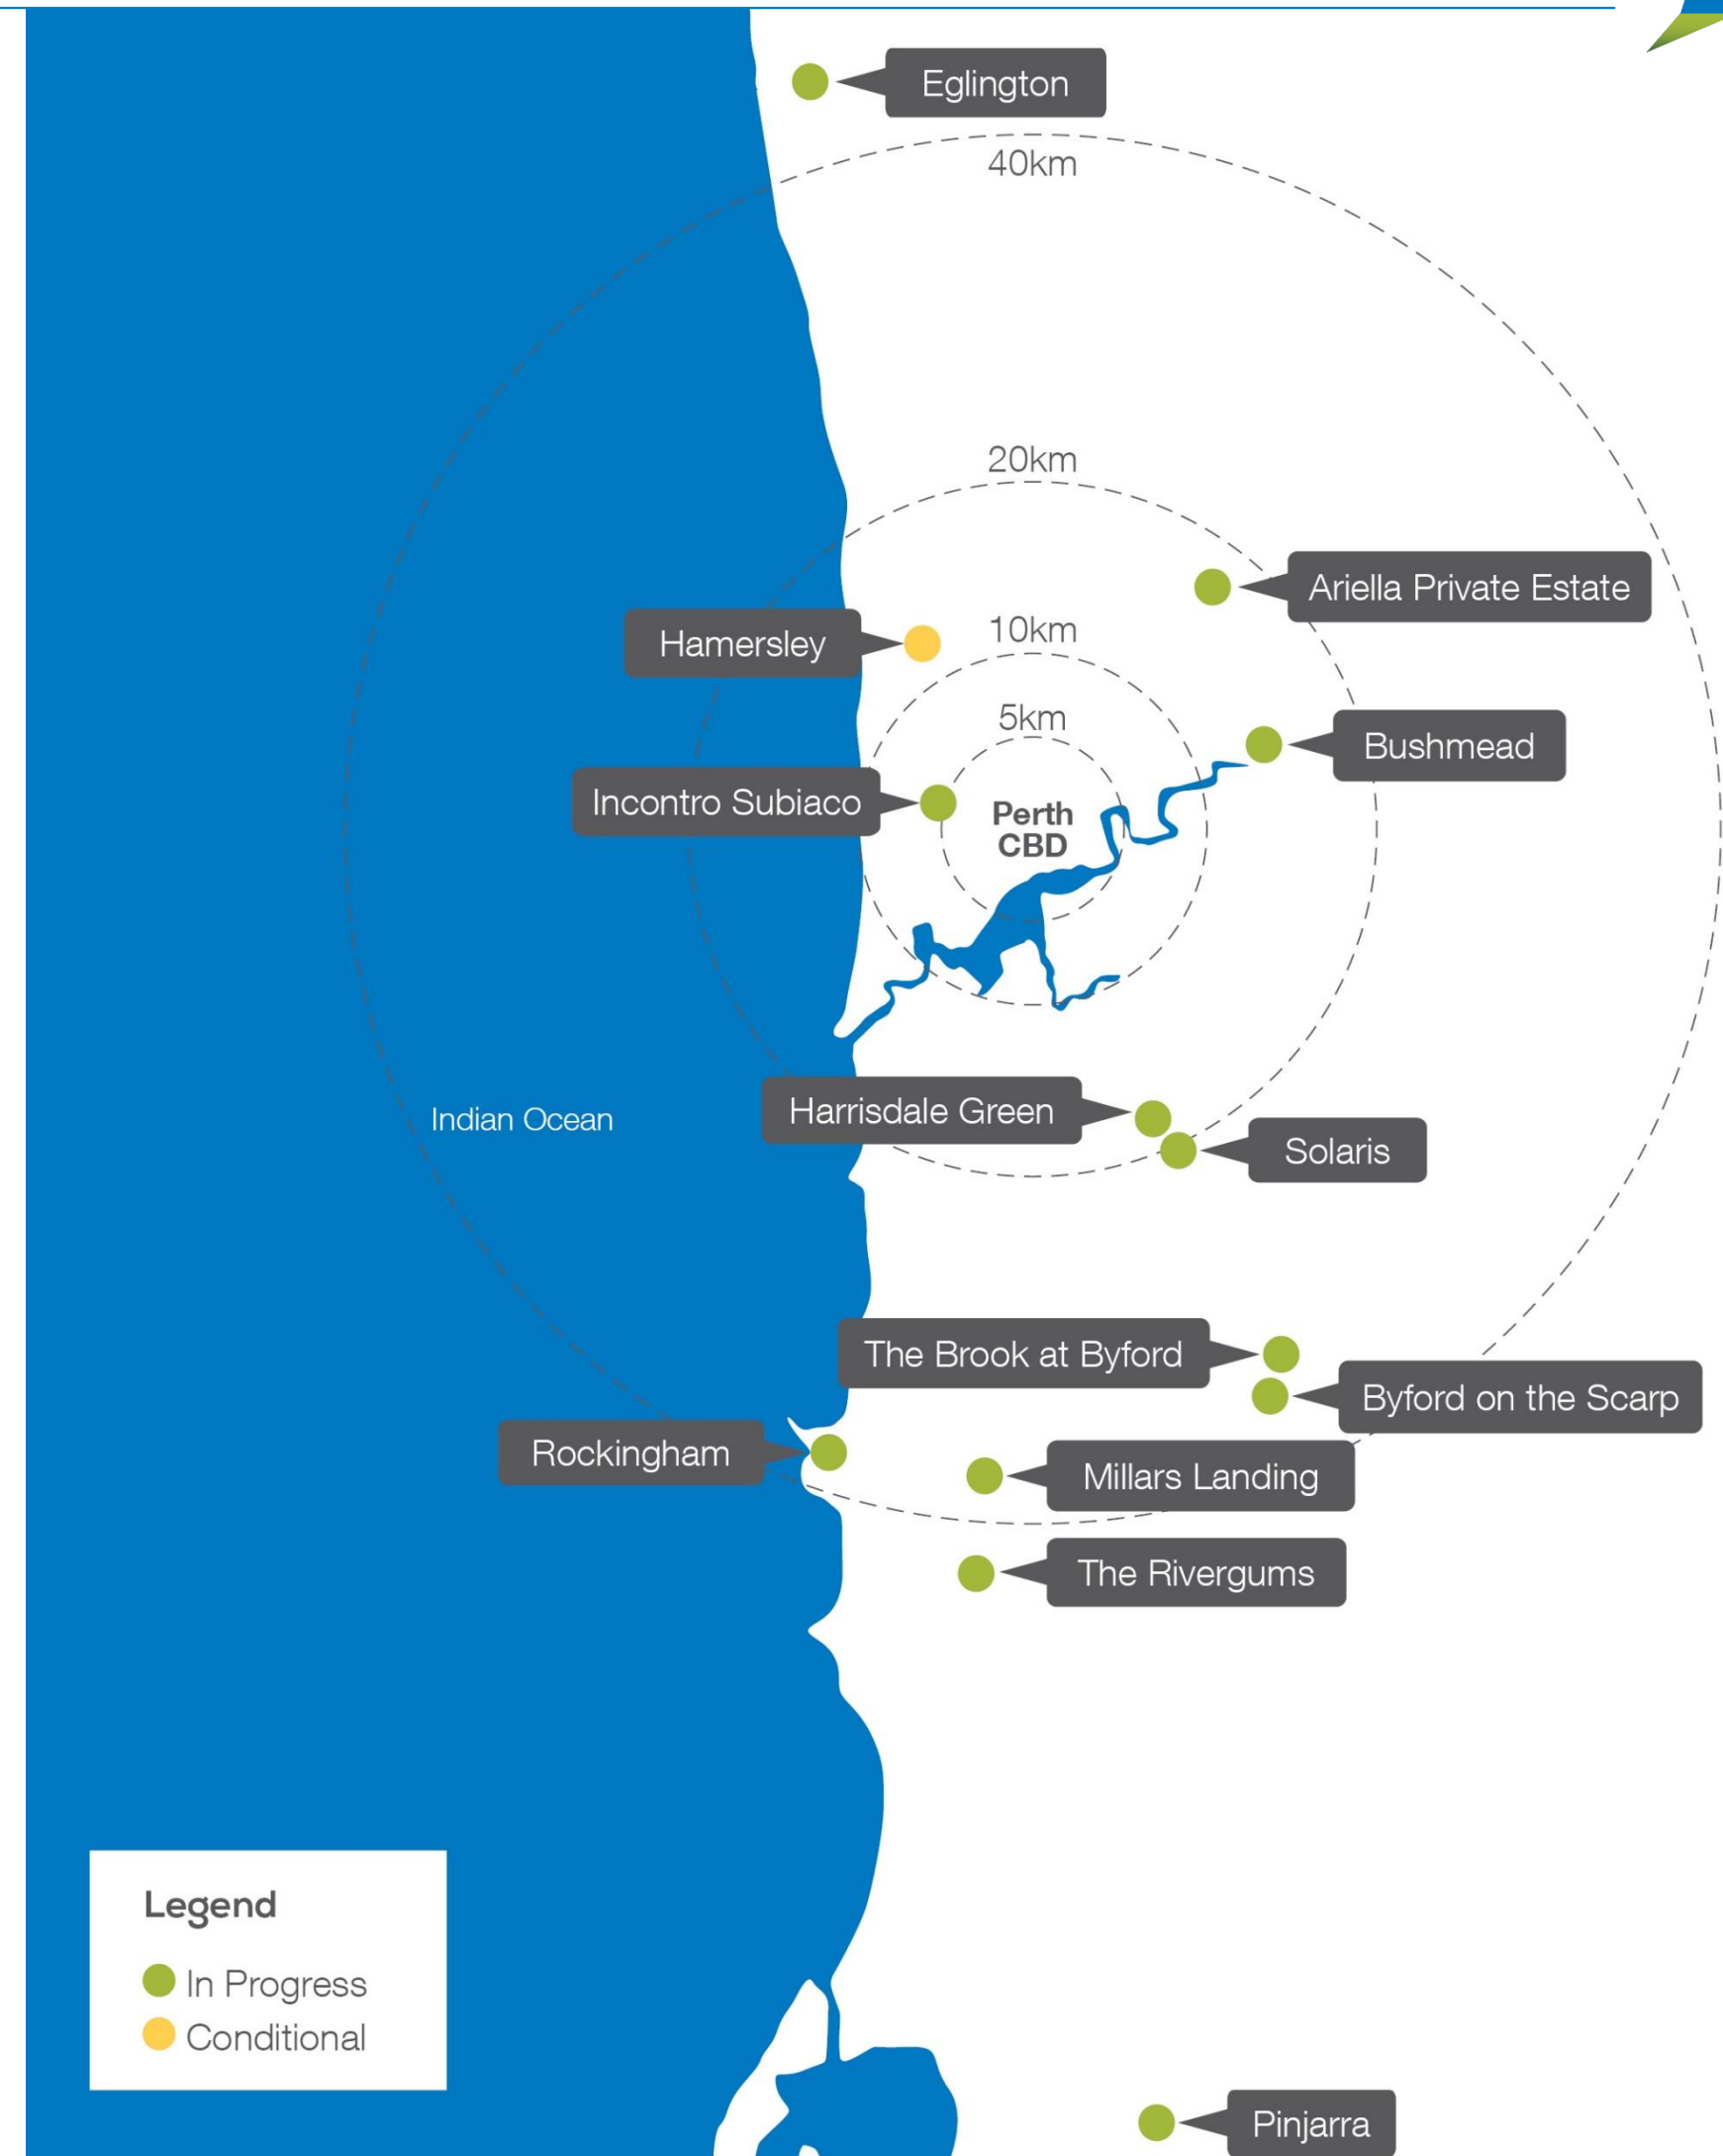 Eglington
40km
20km
Ariella Private Estate
Hamersley
10km
5km
Bushmead
Incontro Subiaco
Perth
CBD
Harrisdale Green
Indian Ocean
Solaris
The Brook at Byford
Byford on the Scarp
Rockingham
Millars Landing
The Rivergums
Legend
In Progress
Conditional
Pinjarra